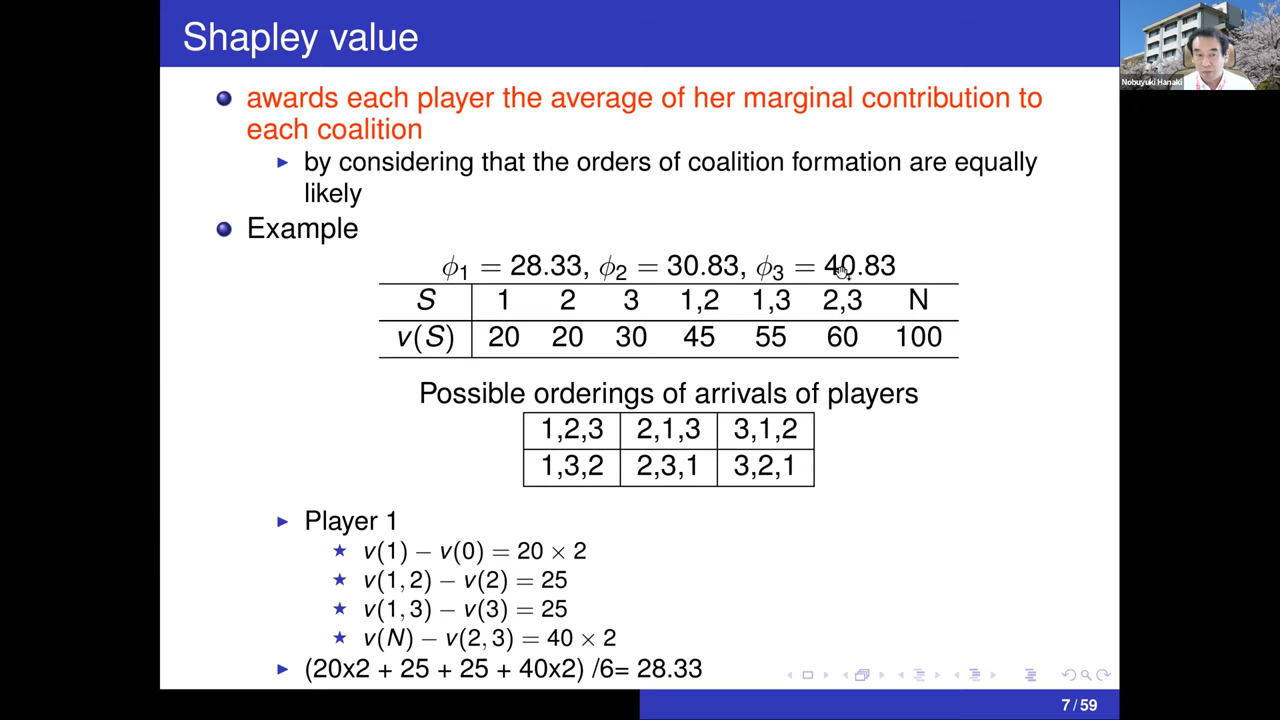 Shapley value
Nobuyuki Hanaki
awards each player the average of her marginal contribution to
each coalition
by considering that the orders of coalition formation are equally
likely
Example
ϕ1 = 28.33, ϕ2 = 30.83, ϕ3 = 40.83
S 1 2 3 1,2 1,3 2,3 N
v(S) 20 20 30 45 55 60 100
Possible orderings of arrivals of players
1,2,3 2,1,3 3,1,2
1,3,2 2,3,1 3,2,1
Player 1
v(1) − v(0) = 20 × 2
v(1, 2) − v(2) = 25
v(1, 3) − v(3) = 25
v(N) − v(2, 3) = 40 × 2
(20x2 + 25 + 25 + 40x2) /6= 28.33
7 / 59